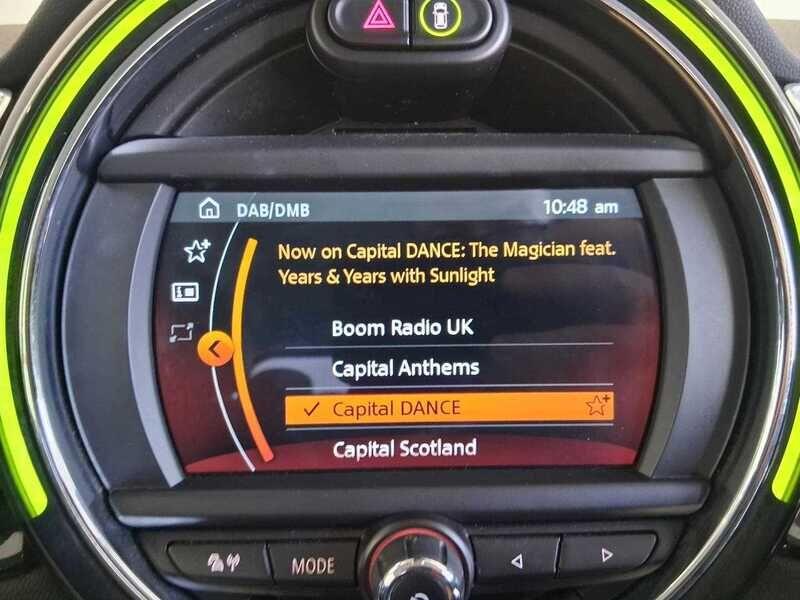 DAB/DMB
10:48 am
Now on Capital DANCE: The Magician feat.
Years & Years with Sunlight
Boom Radio UK
Capital Anthems
Capital DANCE
Capital Scotland
MODE